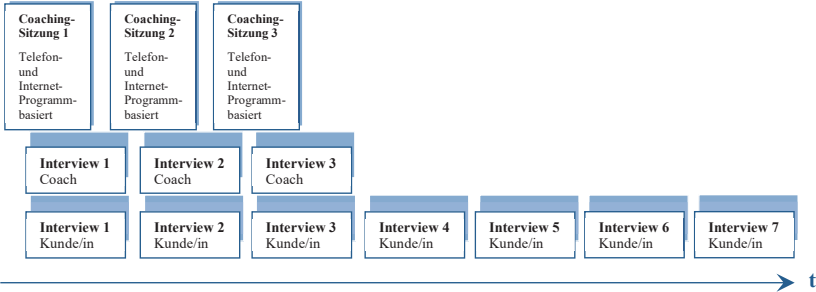 Coaching-
Sitzung 1
Telefon-
und
Internet-
Programm-
basiert
Coaching-
Sitzung 2
Telefon-
und
Internet-
Programm-
basiert
Coaching-
Sitzung 3
Telefon-
und
Internet-
Programm-
basiert
Interview 1
Coach
Interview 2
Coach
Interview 3
Coach
Interview 1
Kunde/in
Interview 2
Kunde/in
Interview 3
Kunde/in
Interview 4
Kunde/in
Interview 5
Kunde/in
Interview 6
Kunde/in
Interview 7
Kunde/in
t